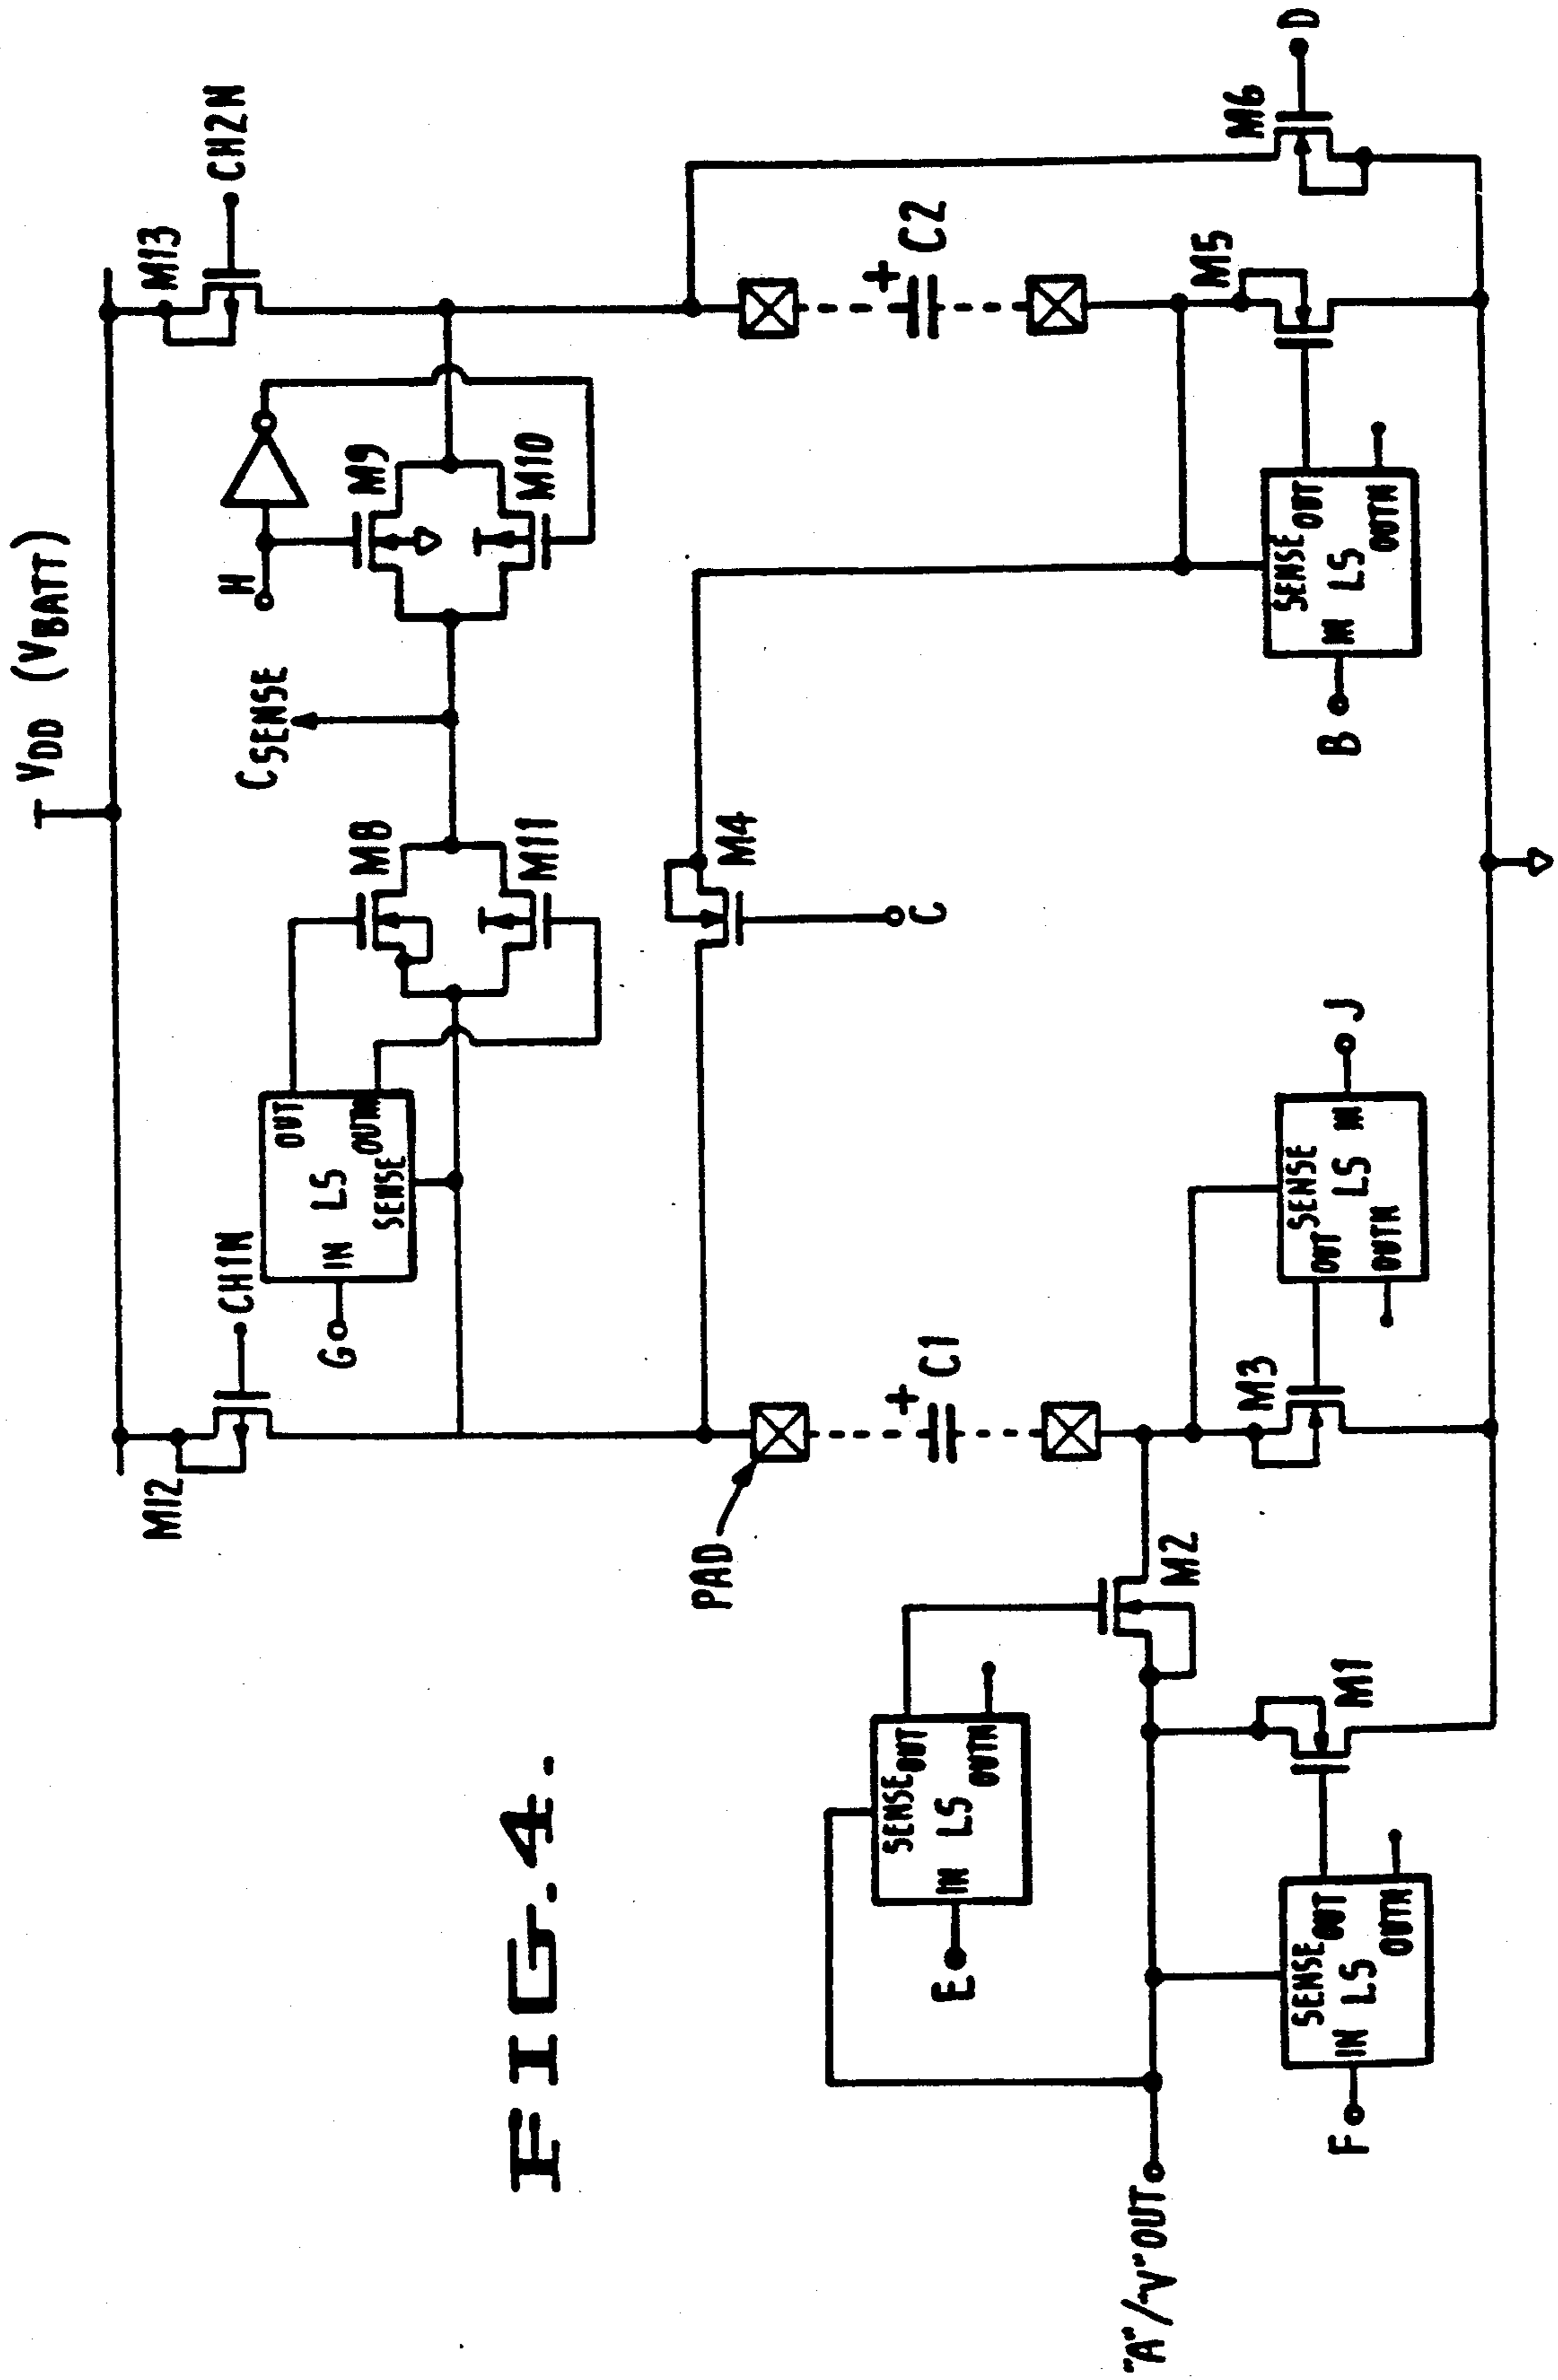 VDD (VBATT)
M12
CH1N
M13
CH2N
G
IN
LS
OUT
OUTN
SENSE
M8
M11
CSENSE
H
M9
M10
M4
C
PAD
+
C1
+
C2
E
IN
LS
SENSE
OUT
OUTN
M2
"A"/"V"OUT
F
IN
LS
SENSE
OUT
OUTN
M1
M3
SENSE
OUT
LS
IN
OUTN
J
B
IN
LS
SENSE
OUT
OUTN
M5
M6
D
FIG. 4.